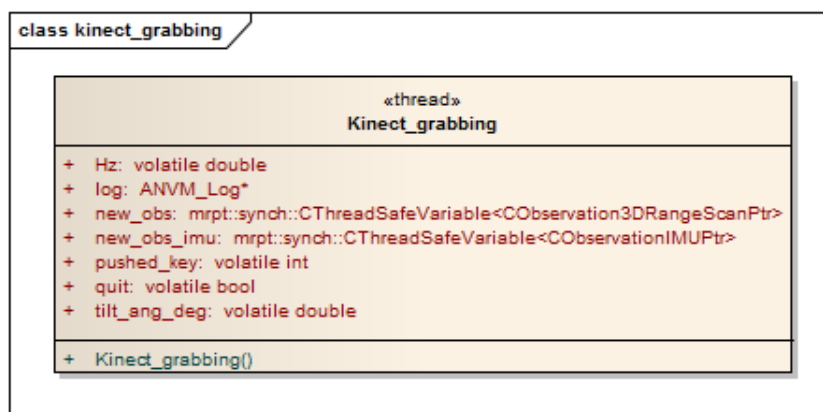 class kinect_grabbing
«thread»
Kinect_grabbing
+ Hz: volatile double
+ log: ANVM_Log*
+ new_obs: mrpt::synch::CThreadSafeVariable<CObservation3DRangeScanPtr>
+ new_obs_imu: mrpt::synch::CThreadSafeVariable<CObservationIMUPtr>
+ pushed_key: volatile int
+ quit: volatile bool
+ tilt_ang_deg: volatile double
+ Kinect_grabbing()